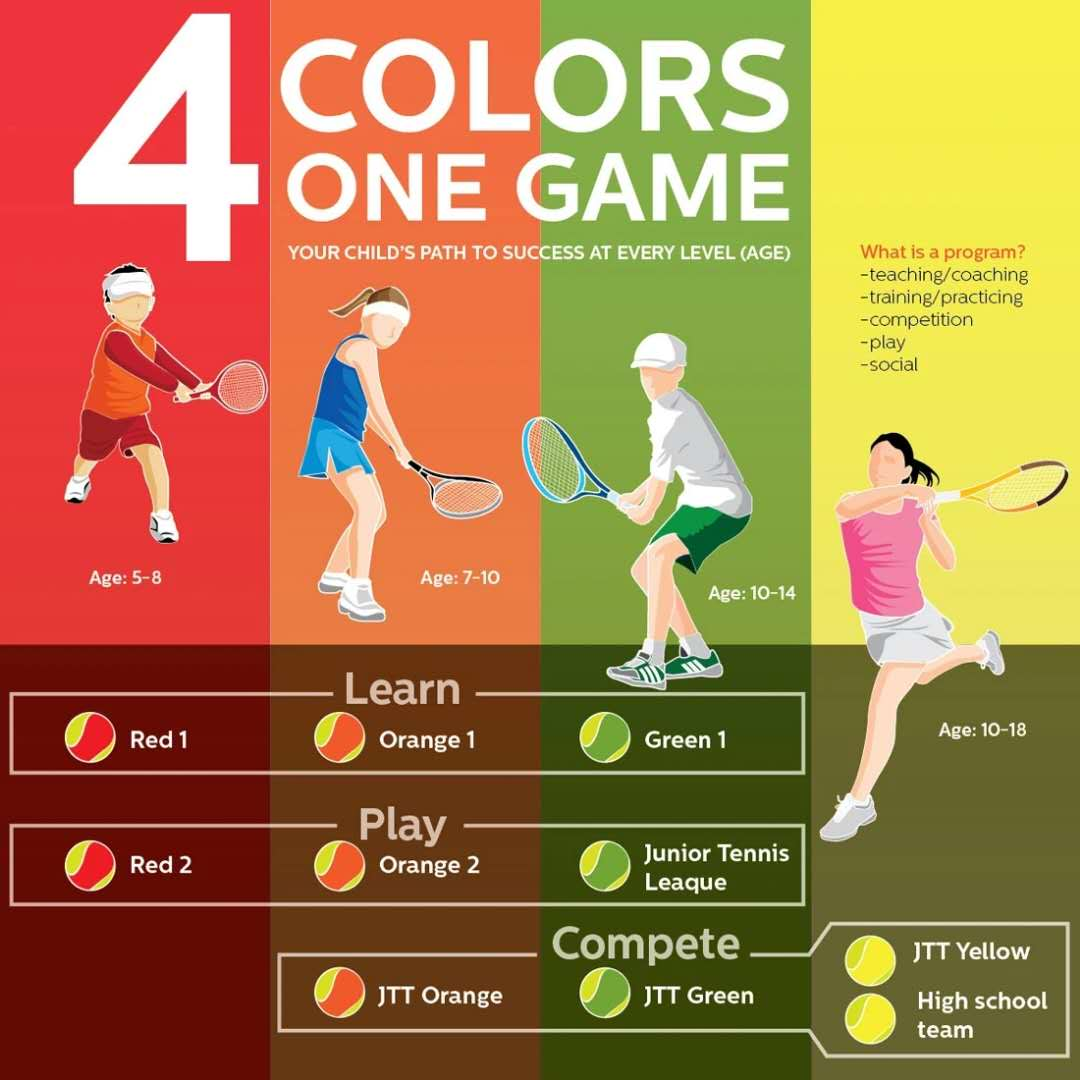 4 COLORS
ONE GAME
YOUR CHILD'S PATH TO SUCCESS AT EVERY LEVEL (AGE)
What is a program?
-teaching/coaching
-training/practicing
-competition
-play
-social
Age: 5-8
Age: 7-10
Age: 10-14
Age: 10-18
Learn
Red 1
Orange 1
Green 1
Play
Red 2
Orange 2
Junior Tennis
Leaque
Compete
JTT Orange
JTT Green
JTT Yellow
High school
team